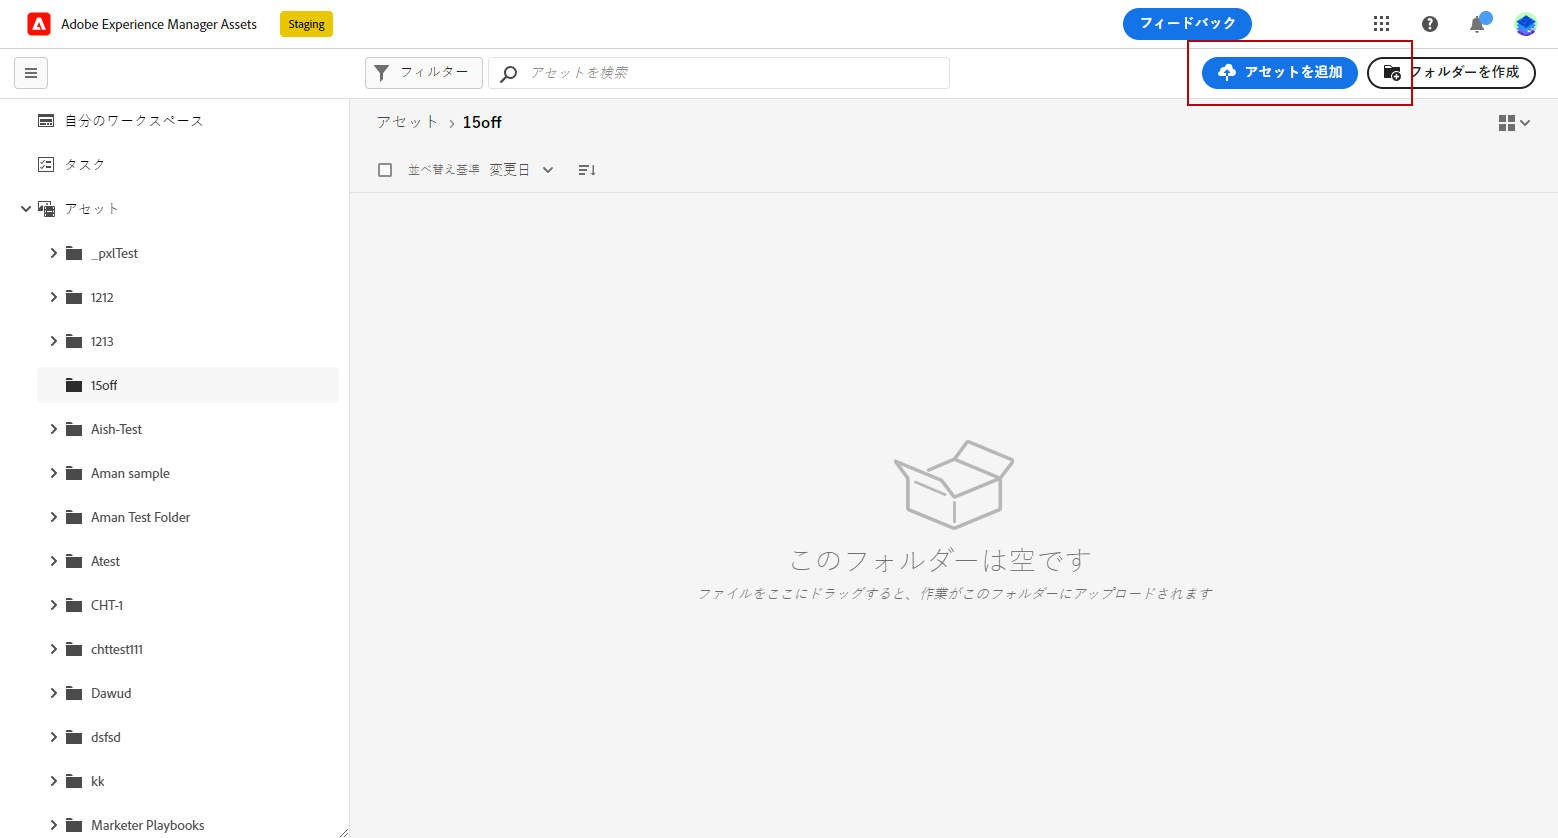 Adobe Experience Manager Assets
Staging
フィードバック
フィルター
アセットを検索
アセットを追加
フォルダーを作成
自分のワークスペース
タスク
アセット
_pxlTest
1212
1213
15off
Aish-Test
Aman sample
Aman Test Folder
Atest
CHT-1
chttest111
Dawud
dsfsd
kk
Marketer Playbooks
アセット > 15off
並べ替え基準 変更日
このフォルダーは空です
ファイルをここにドラッグすると、作業がこのフォルダーにアップロードされます